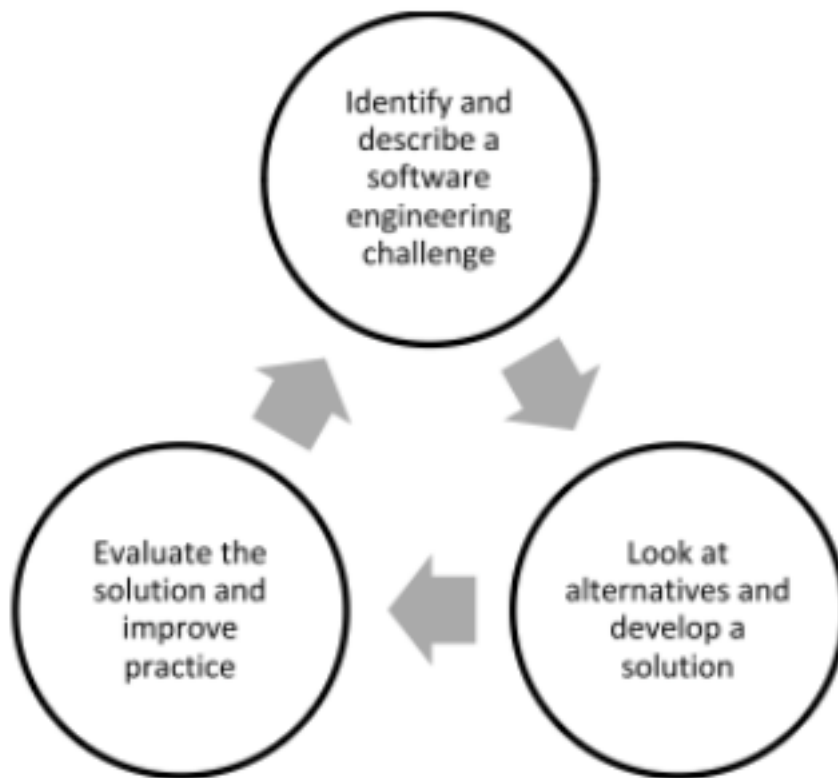 Identify and
describe a
software
engineering
challenge
Evaluate the
solution and
improve
practice
Look at
alternatives and
develop a
solution